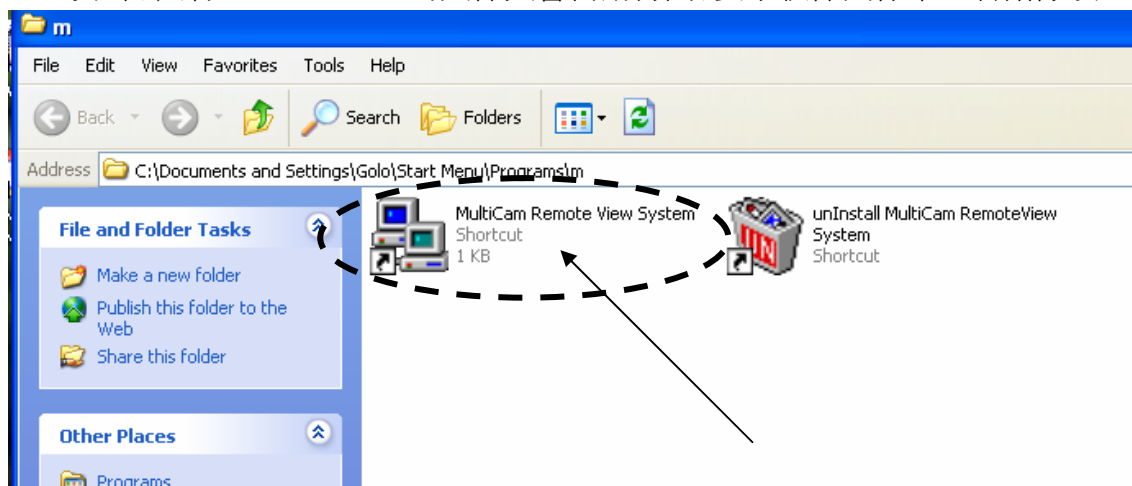 m
File Edit View Favorites Tools Help
Back Search Folders
Address C:\Documents and Settings\Golo\Start Menu\Programs\m
File and Folder Tasks
Make a new folder
Publish this folder to the
Web
Share this folder
Other Places
Programs
MultiCam Remote View System
Shortcut
1 KB
unInstall MultiCam RemoteView
System
Shortcut
UN